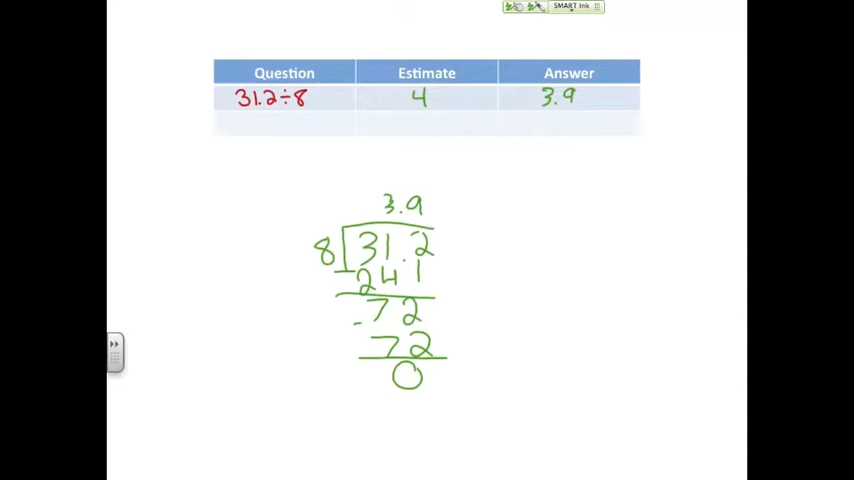 SMART Ink
Question Estimate Answer
31.2÷8 4 3.9
3.9
8 31.2
- 24
72
- 72
0